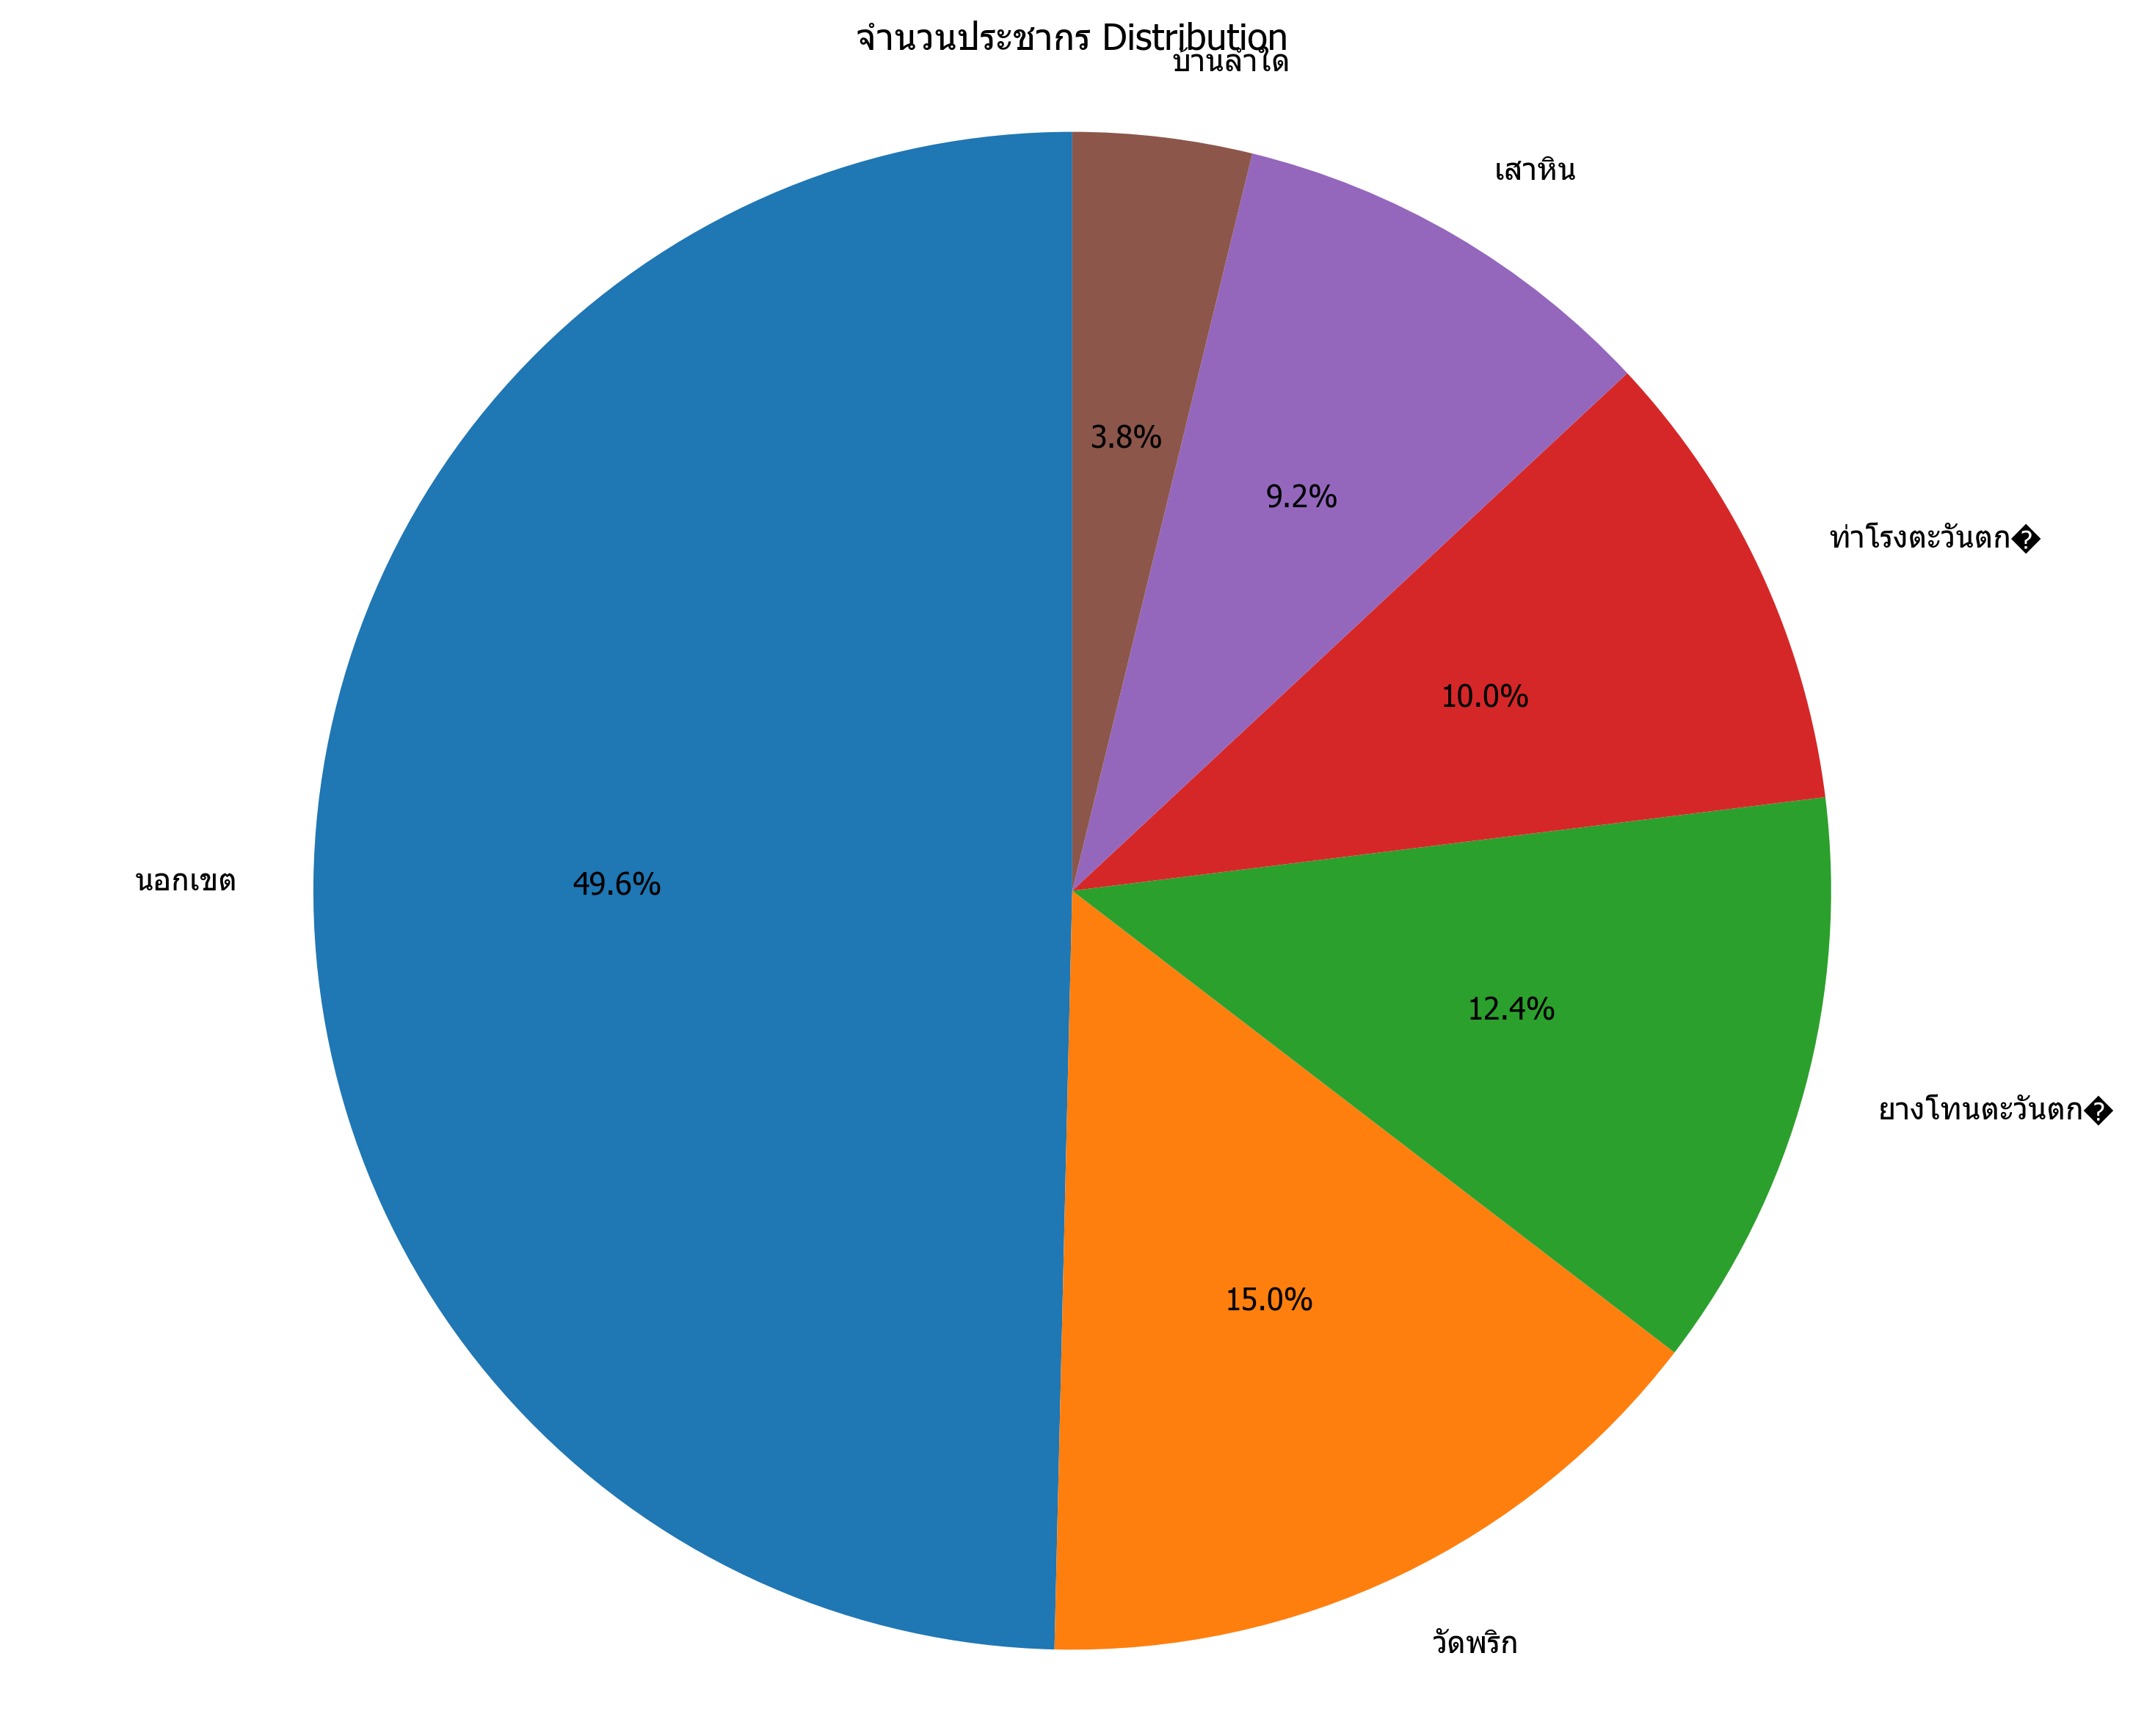 จำนวนประชากร Distribution
บ้านลำใด
เสาหิน
3.8%
9.2%
ท่าโรงตะวันตก�
10.0%
นอกเขต
49.6%
12.4%
ยางโทนตะวันตก�
15.0%
วัดพริก